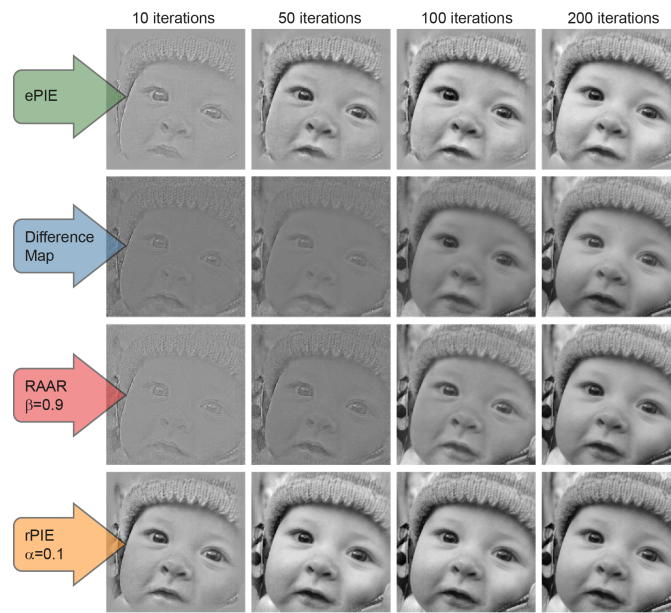 10 iterations 50 iterations 100 iterations 200 iterations
ePIE
Difference
Map
RAAR
β=0.9
rPIE
α=0.1